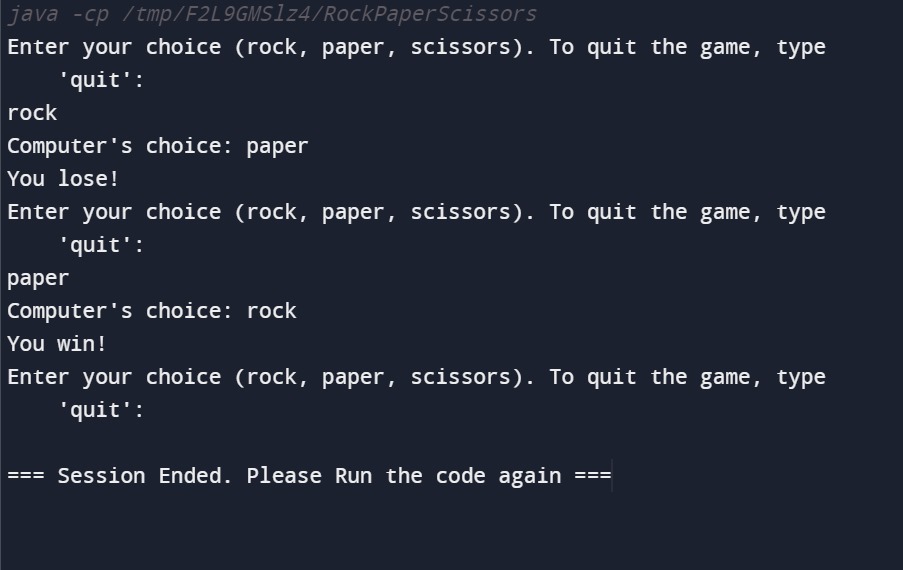 java -cp /tmp/F2L9GMSlz4/RockPaperScissors
Enter your choice (rock, paper, scissors). To quit the game, type
'quit':
rock
Computer's choice: paper
You lose!
Enter your choice (rock, paper, scissors). To quit the game, type
'quit':
paper
Computer's choice: rock
You win!
Enter your choice (rock, paper, scissors). To quit the game, type
'quit':
=== Session Ended. Please Run the code again ===